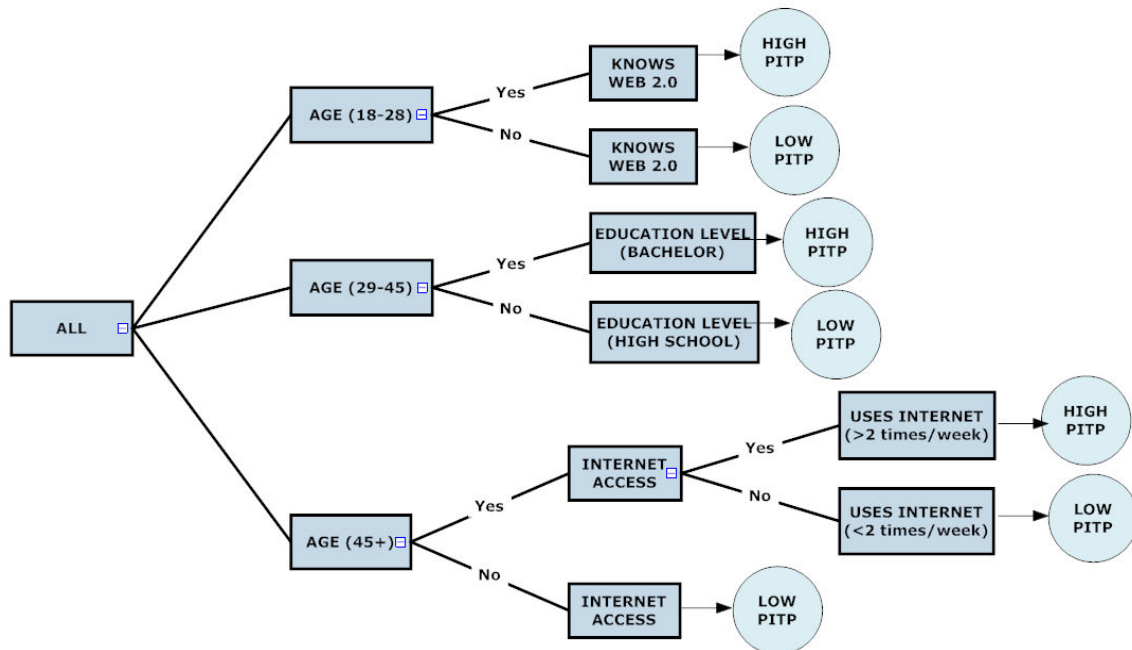 HIGH
PITP
KNOWS
WEB 2.0
Yes
AGE (18-28)
No
KNOWS
WEB 2.0
LOW
PITP
EDUCATION LEVEL
(BACHELOR)
HIGH
PITP
Yes
AGE (29-45)
No
EDUCATION LEVEL
(HIGH SCHOOL)
LOW
PITP
ALL
USES INTERNET
(>2 times/week)
HIGH
PITP
Yes
INTERNET
ACCESS
No
USES INTERNET
(<2 times/week)
LOW
PITP
Yes
AGE (45+)
No
INTERNET
ACCESS
LOW
PITP